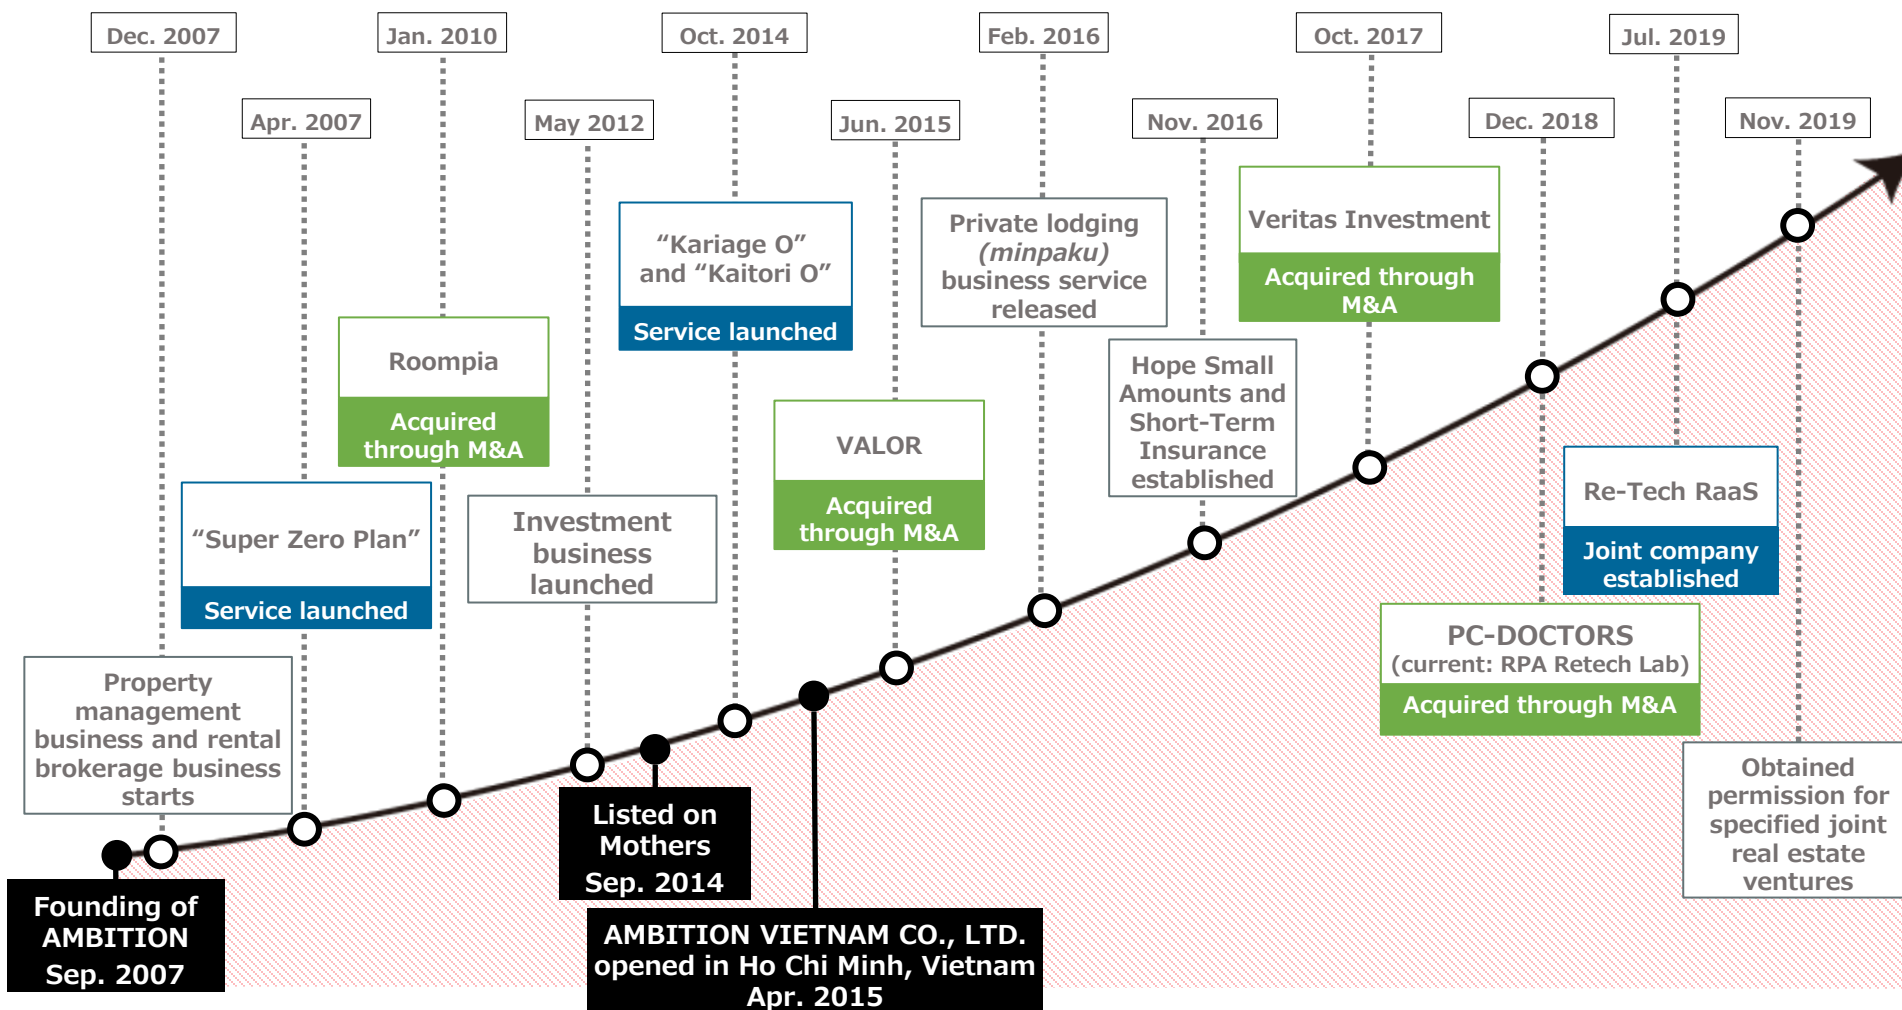 Dec. 2007
Jan. 2010
Oct. 2014
Feb. 2016
Oct. 2017
Jul. 2019
Apr. 2007
May 2012
Jun. 2015
Nov. 2016
Dec. 2018
Nov. 2019
Property
management
business and rental
brokerage business
starts
“Super Zero Plan”
Service launched
Roompia
Acquired
through M&A
Investment
business
launched
“Kariage O”
and “Kaitori O”
Service launched
VALOR
Acquired
through M&A
Private lodging
(minpaku)
business service
released
Hope Small
Amounts and
Short-Term
Insurance
established
Veritas Investment
Acquired through
M&A
PC-DOCTORS
(current: RPA Retech Lab)
Acquired through M&A
Re-Tech RaaS
Joint company
established
Obtained
permission for
specified joint
real estate
ventures
Founding of
AMBITION
Sep. 2007
Listed on
Mothers
Sep. 2014
AMBITION VIETNAM CO., LTD.
opened in Ho Chi Minh, Vietnam
Apr. 2015